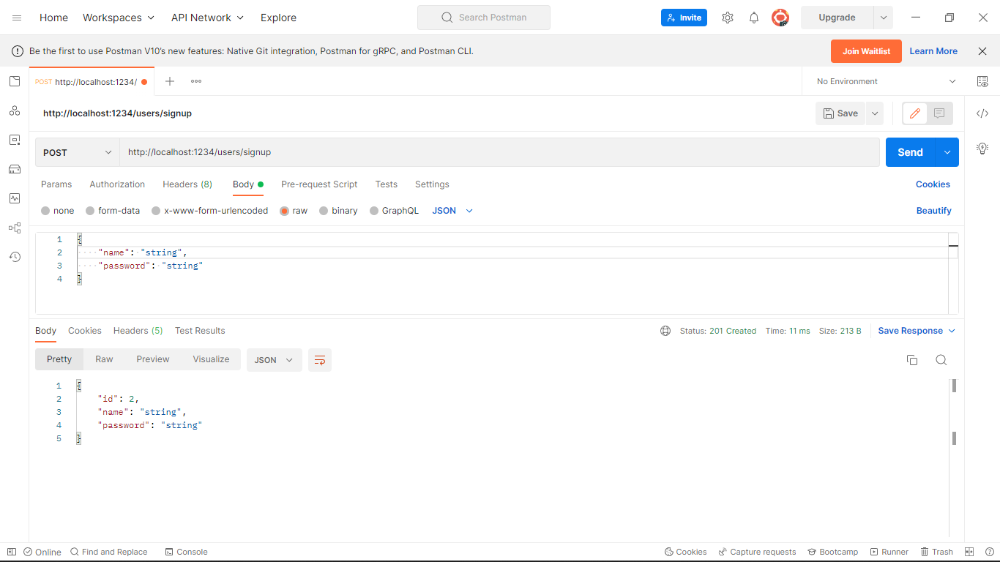 Home Workspaces API Network Explore Search Postman Invite Upgrade
Be the first to use Postman V10's new features: Native Git integration, Postman for gRPC, and Postman CLI. Join Waitlist Learn More
POST http://localhost:1234/ No Environment
http://localhost:1234/users/signup Save
POST http://localhost:1234/users/signup Send
Params Authorization Headers (8) Body Pre-request Script Tests Settings Cookies
none form-data x-www-form-urlencoded raw binary GraphQL JSON Beautify
1 {
2 "name": "string",
3 "password": "string"
4 }
Body Cookies Headers (5) Test Results Status: 201 Created Time: 11 ms Size: 213 B Save Response
Pretty Raw Preview Visualize JSON
1 {
2 "id": 2,
3 "name": "string",
4 "password": "string"
5 }
Online Find and Replace Console Cookies Capture requests Bootcamp Runner Trash